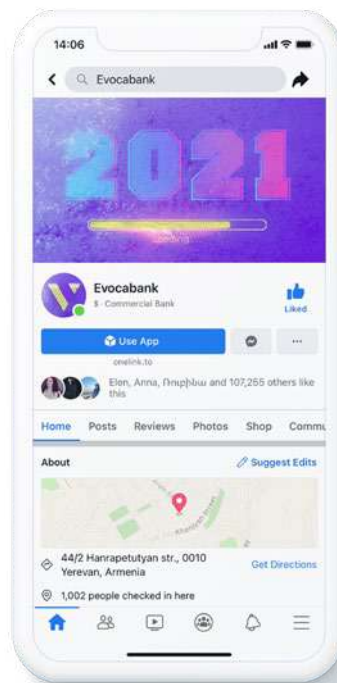 14:06
Evocabank
2021
Loading
Evocabank
$ · Commercial Bank
Liked
Use App
onelink.to
Elen, Anna,Ռուբինա and 107,255 others like
this
Home Posts Reviews Photos Shop Commu
About
Suggest Edits
44/2 Hanrapetutyan str., 0010
Yerevan, Armenia
Get Directions
1,002 people checked in here